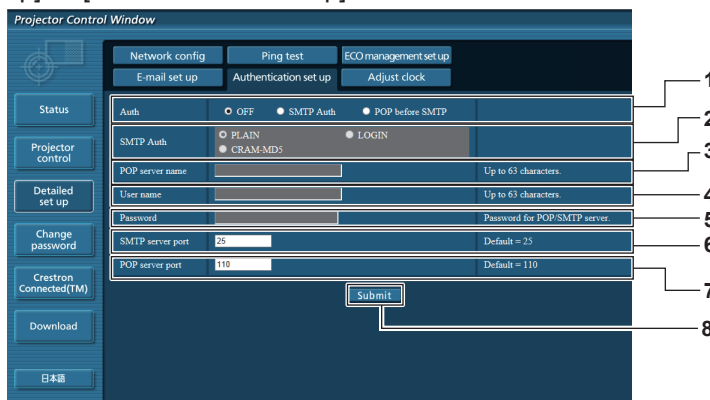 Projector Control Window
Network config Ping test ECO management set up
E-mail set up Authentication set up Adjust clock
Status
Projector control
Detailed set up
Change password
Crestron Connected(TM)
Download
日本語
Auth OFF SMTP Auth POP before SMTP
SMTP Auth PLAIN LOGIN
CRAM-MD5
POP server name Up to 63 characters.
User name Up to 63 characters.
Password Password for POP/SMTP server.
SMTP server port 25 Default = 25
POP server port 110 Default = 110
Submit
1
2
3
4
5
6
7
8